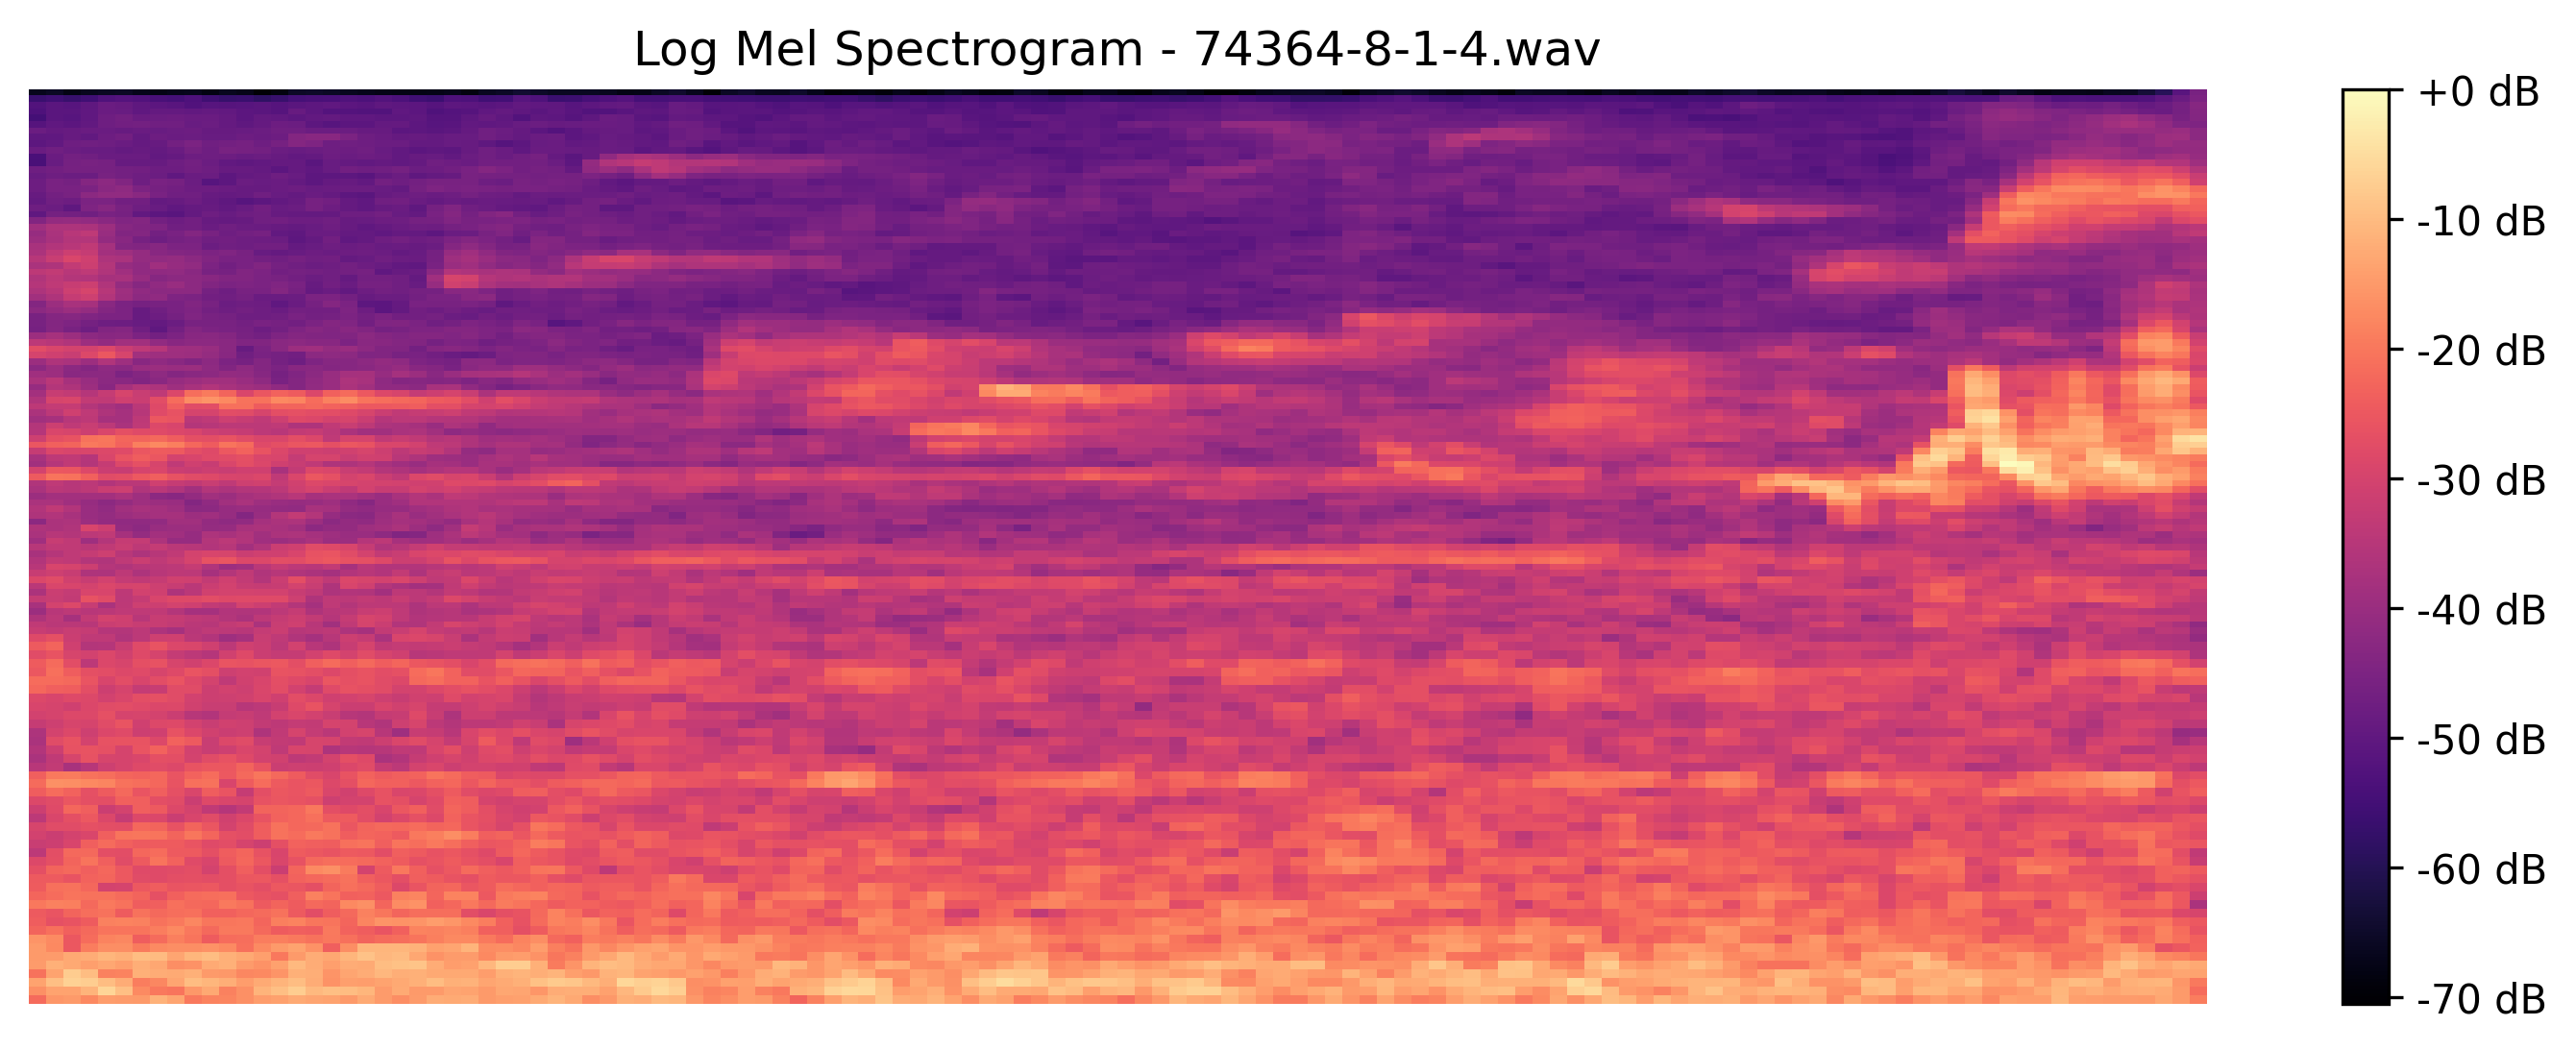 Log Mel Spectrogram - 74364-8-1-4.wav
+0 dB
-10 dB
-20 dB
-30 dB
-40 dB
-50 dB
-60 dB
-70 dB